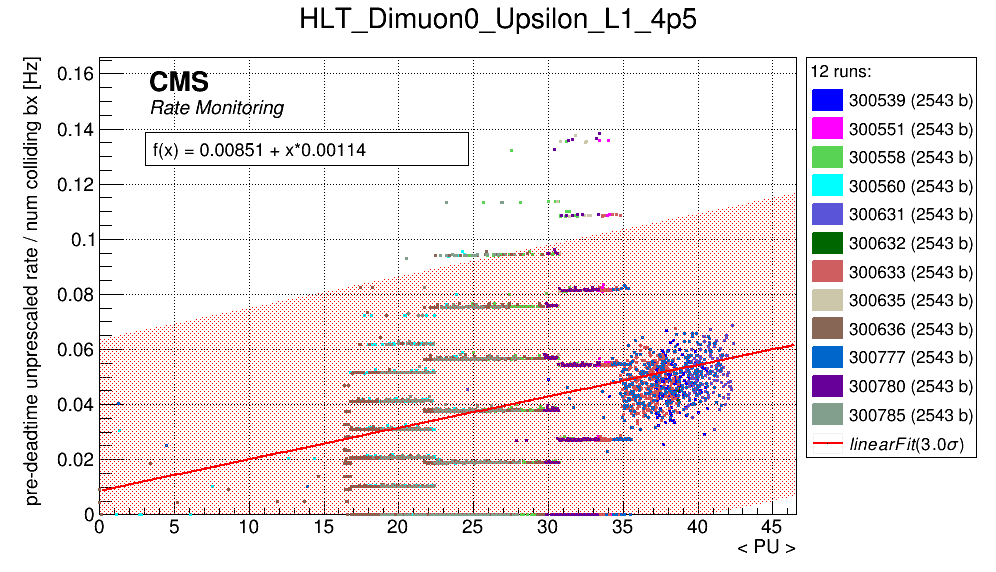 HLT_Dimuon0_Upsilon_L1_4p5
pre-deadtime unprescaled rate / num colliding bx [Hz]
0.16
0.14
0.12
0.1
0.08
0.06
0.04
0.02
0
CMS
Rate Monitoring
f(x) = 0.00851 + x*0.00114
0 5 10 15 20 25 30 35 40 45
< PU >
12 runs:
300539 (2543 b)
300551 (2543 b)
300558 (2543 b)
300560 (2543 b)
300631 (2543 b)
300632 (2543 b)
300633 (2543 b)
300635 (2543 b)
300636 (2543 b)
300777 (2543 b)
300780 (2543 b)
300785 (2543 b)
linearFit(3.0σ)